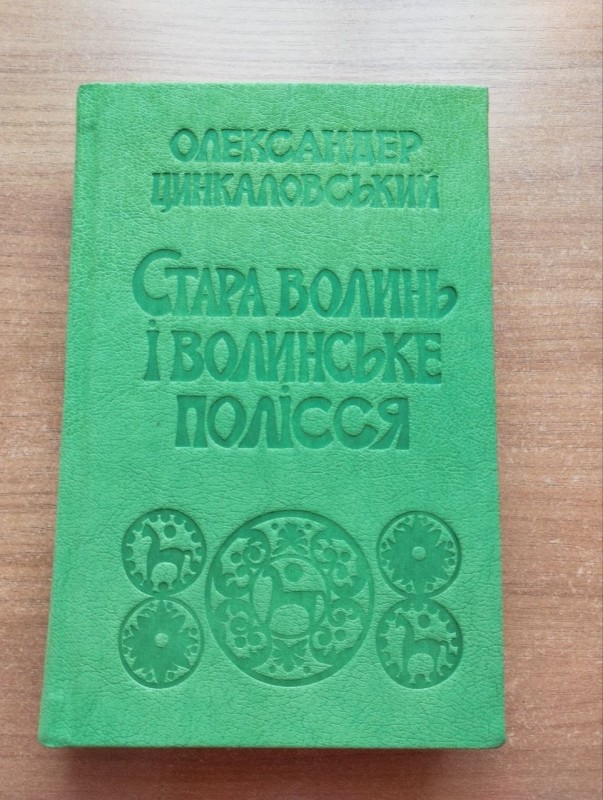 ОЛЕКСАНДЕР
ЦИНКАЛОВСЬКИЙ
СТАРА ВОЛИНЬ
І ВОЛИНСЬКЕ
ПОЛІССЯ